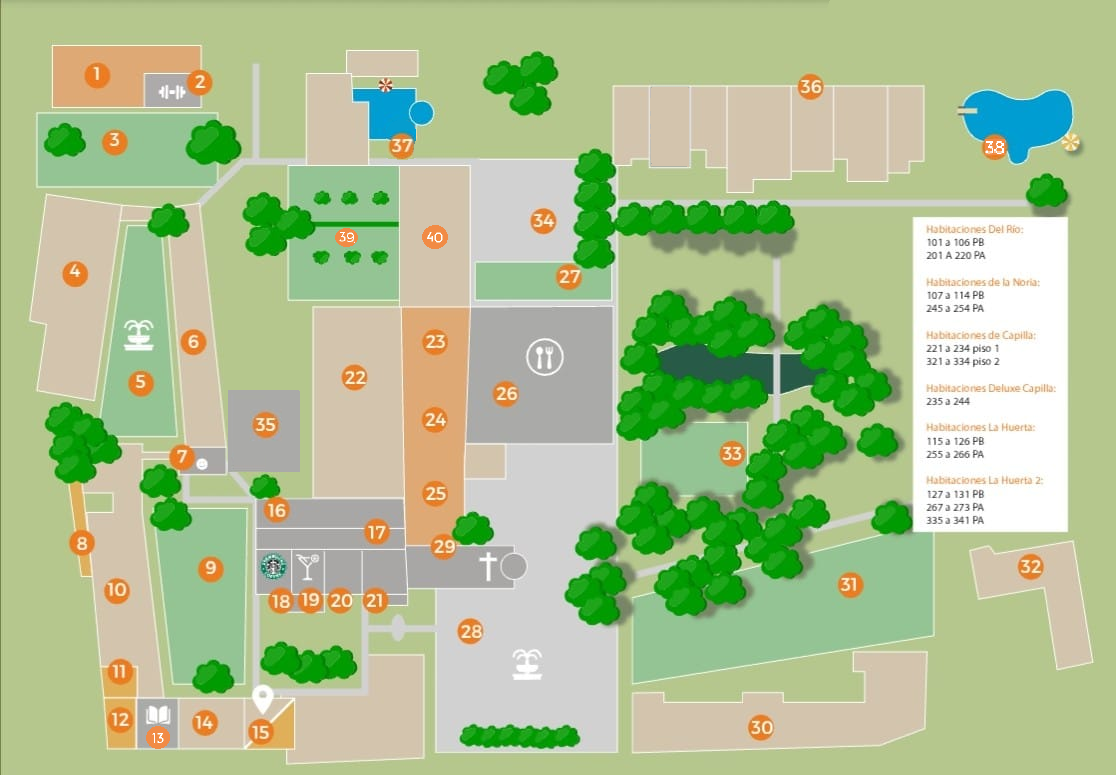 1
2
3
4
5
6
7
8
9
10
11
12
13
14
15
16
17
18
19
20
21
22
23
24
25
26
27
28
29
30
31
32
33
34
35
36
37
38
39
40
Habitaciones Del Río:
101 a 106 PB
201 A 220 PA
Habitaciones de la Noria:
107 a 114 PB
245 a 254 PA
Habitaciones de Capilla:
221 a 234 piso 1
321 a 334 piso 2
Habitaciones Deluxe Capilla:
235 a 244
Habitaciones La Huerta:
115 a 126 PB
255 a 266 PA
Habitaciones La Huerta 2:
127 a 131 PB
267 a 273 PA
335 a 341 PA